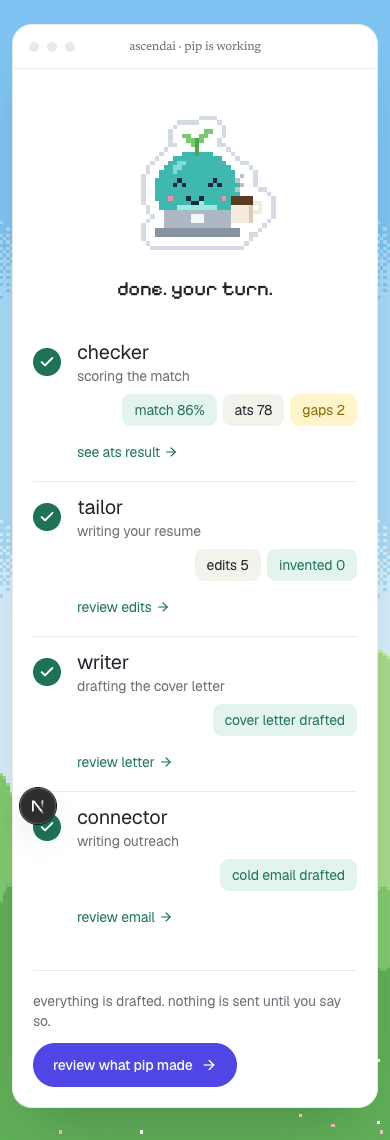 ascendai · pip is working
done. your turn.
checker
scoring the match
match 86%
ats 78
gaps 2
see ats result →
tailor
writing your resume
edits 5
invented 0
review edits →
writer
drafting the cover letter
cover letter drafted
review letter →
N
connector
writing outreach
cold email drafted
review email →
everything is drafted. nothing is sent until you say
so.
review what pip made →